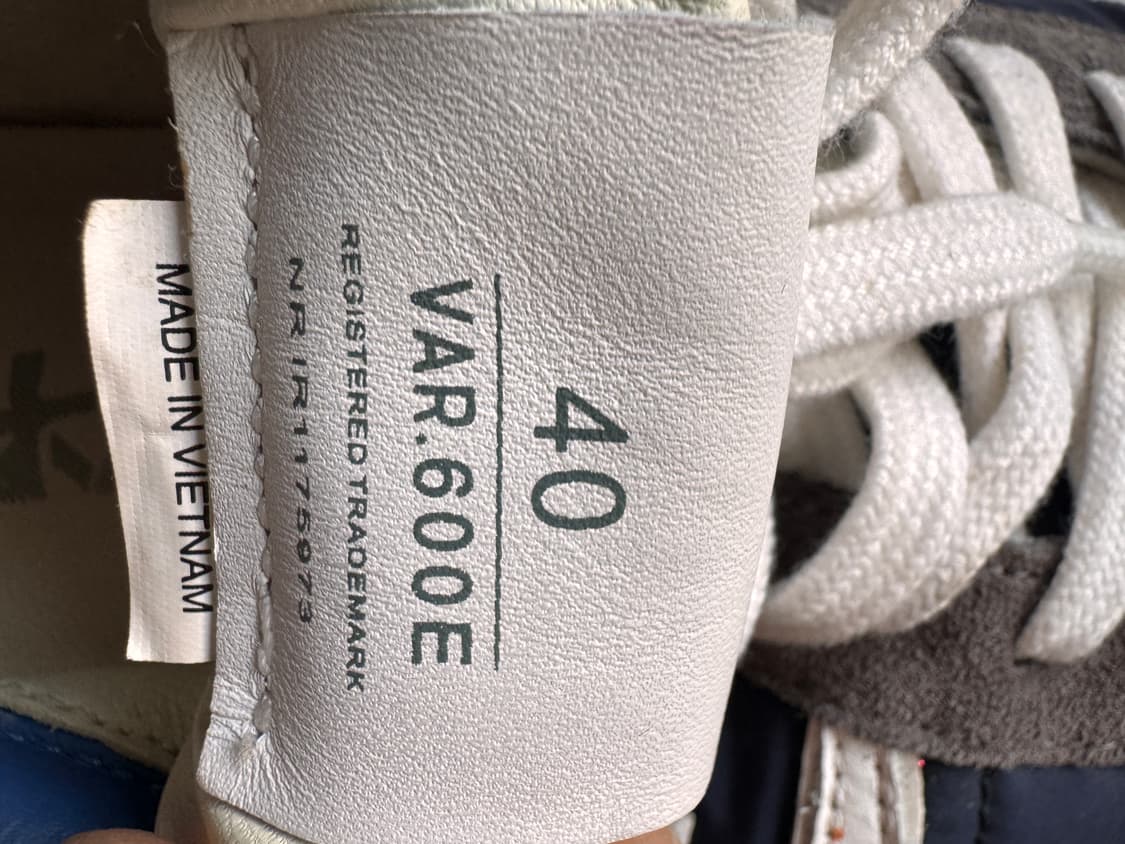 40
VAR.600E
REGISTERED TRADEMARK
NR IR1175973
MADE IN VIETNAM